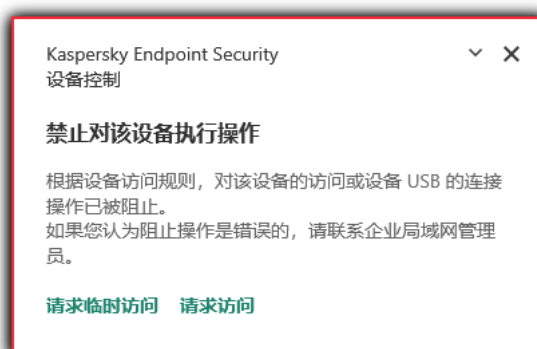 Kaspersky Endpoint Security
设备控制
禁止对该设备执行操作
根据设备访问规则，对该设备的访问或设备 USB 的连接
操作已被阻止。
如果您认为阻止操作是错误的，请联系企业局域网管理
员。
请求临时访问 请求访问